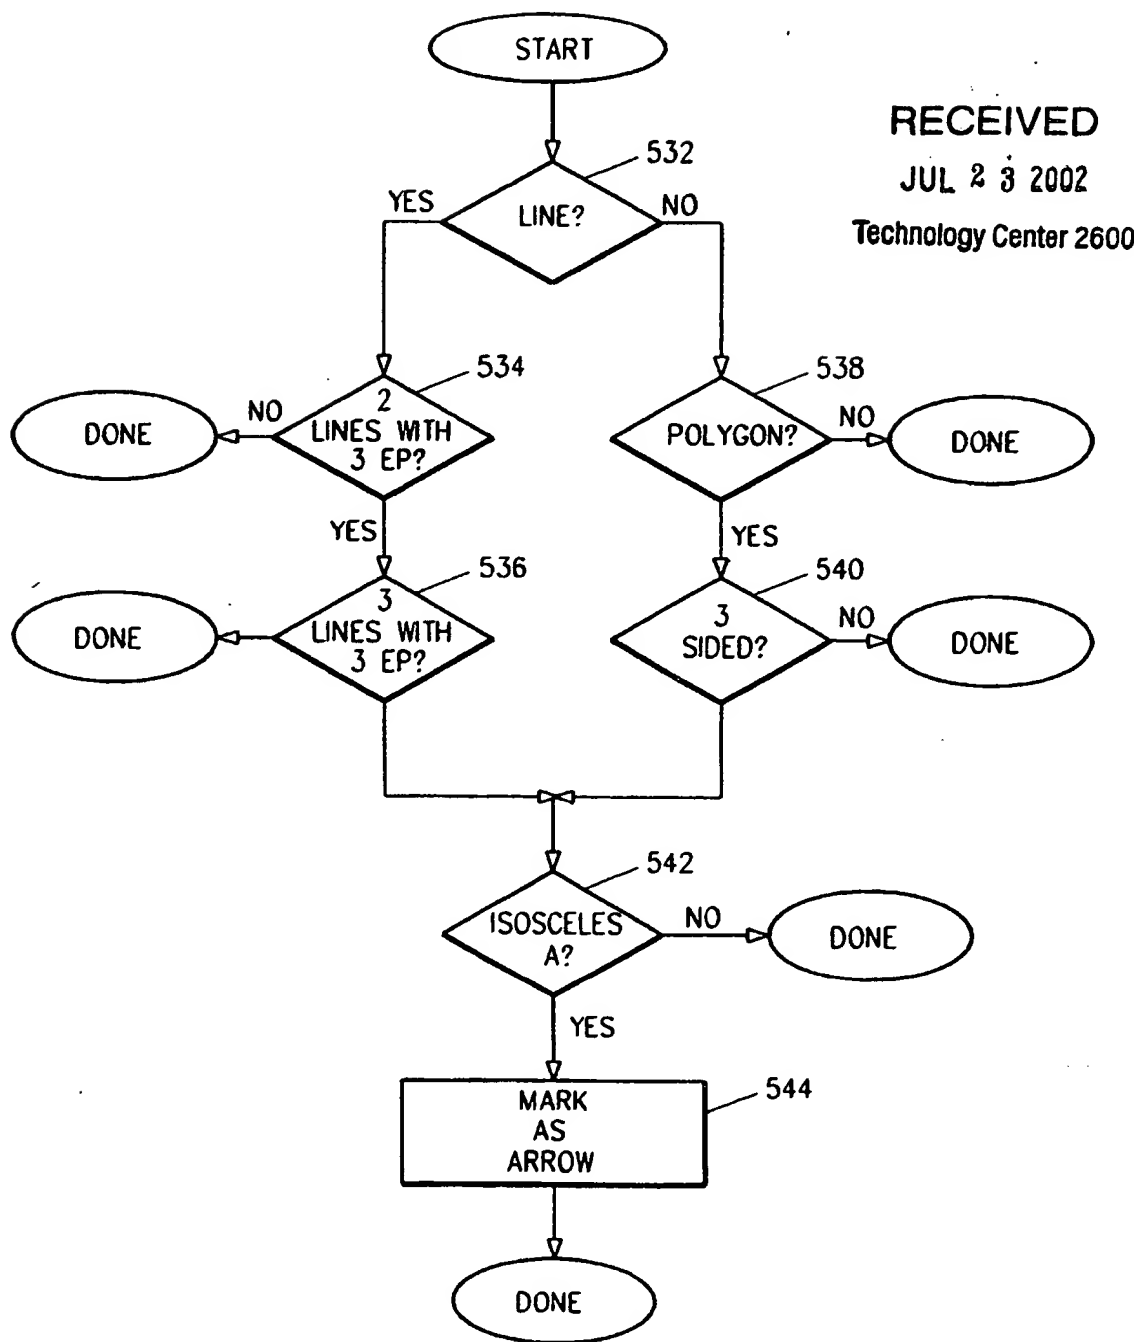 START
RECEIVED
JUL 23 2002
Technology Center 2600
532
YES
LINE?
NO
534
538
DONE
NO
2
LINES WITH
3 EP?
POLYGON?
NO
DONE
YES
YES
536
540
DONE
3
LINES WITH
3 EP?
3
SIDED?
NO
DONE
542
ISOSCELES
A?
NO
DONE
YES
544
MARK
AS
ARROW
DONE